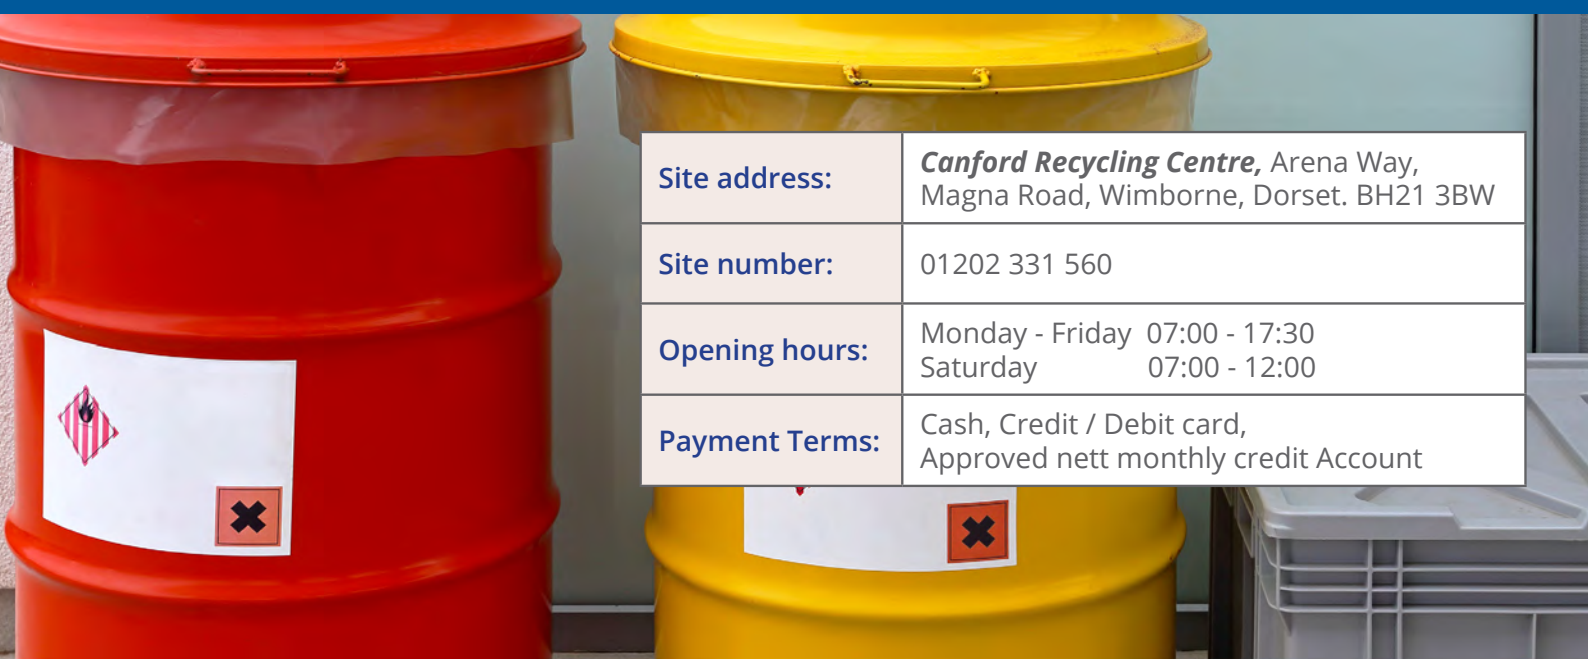 Site address:
Canford Recycling Centre, Arena Way,
Magna Road, Wimborne, Dorset. BH21 3BW
Site number:
01202 331 560
Opening hours:
Monday - Friday 07:00 - 17:30
Saturday 07:00 - 12:00
Payment Terms:
Cash, Credit / Debit card,
Approved nett monthly credit Account